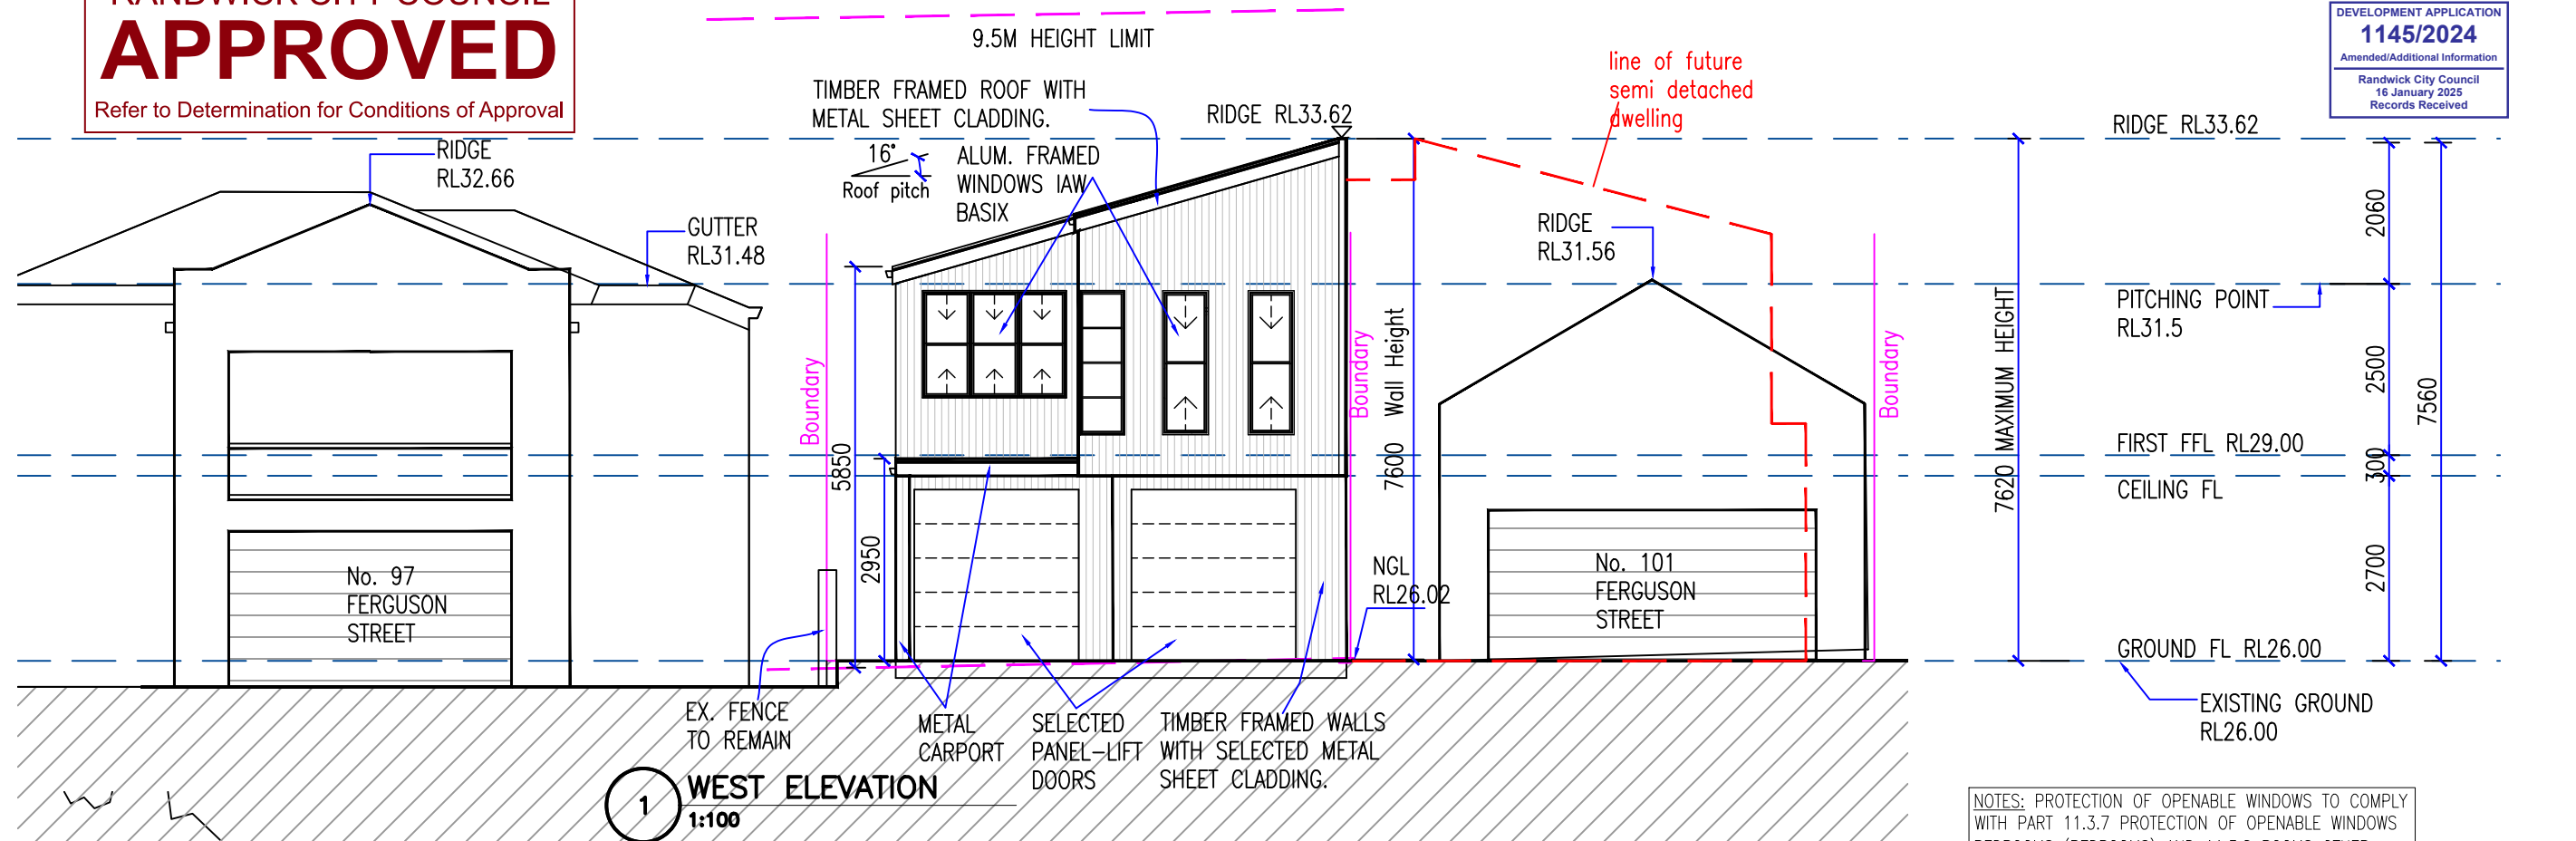 RANDWICK CITY COUNCIL
APPROVED
Refer to Determination for Conditions of Approval
9.5M HEIGHT LIMIT
DEVELOPMENT APPLICATION
1145/2024
Amended/Additional Information
Randwick City Council
16 January 2025
Records Received
TIMBER FRAMED ROOF WITH
METAL SHEET CLADDING.
RIDGE RL33.62
line of future
semi detached
dwelling
RIDGE RL33.62
RIDGE
RL32.66
16°
Roof pitch
ALUM. FRAMED
WINDOWS IAW
BASIX
GUTTER
RL31.48
RIDGE
RL31.56
2060
PITCHING POINT
RL31.5
Boundary
Boundary
Wall Height
7600
Boundary
7620 MAXIMUM HEIGHT
2500
7560
5850
FIRST FFL RL29.00
300
CEILING FL
2950
2700
No. 97
FERGUSON
STREET
NGL
RL26.02
No. 101
FERGUSON
STREET
GROUND FL RL26.00
EXISTING GROUND
RL26.00
EX. FENCE
TO REMAIN
METAL
CARPORT
SELECTED
PANEL-LIFT
DOORS
TIMBER FRAMED WALLS
WITH SELECTED METAL
SHEET CLADDING.
1
WEST ELEVATION
1:100
NOTES: PROTECTION OF OPENABLE WINDOWS TO COMPLY
WITH PART 11.3.7 PROTECTION OF OPENABLE WINDOWS